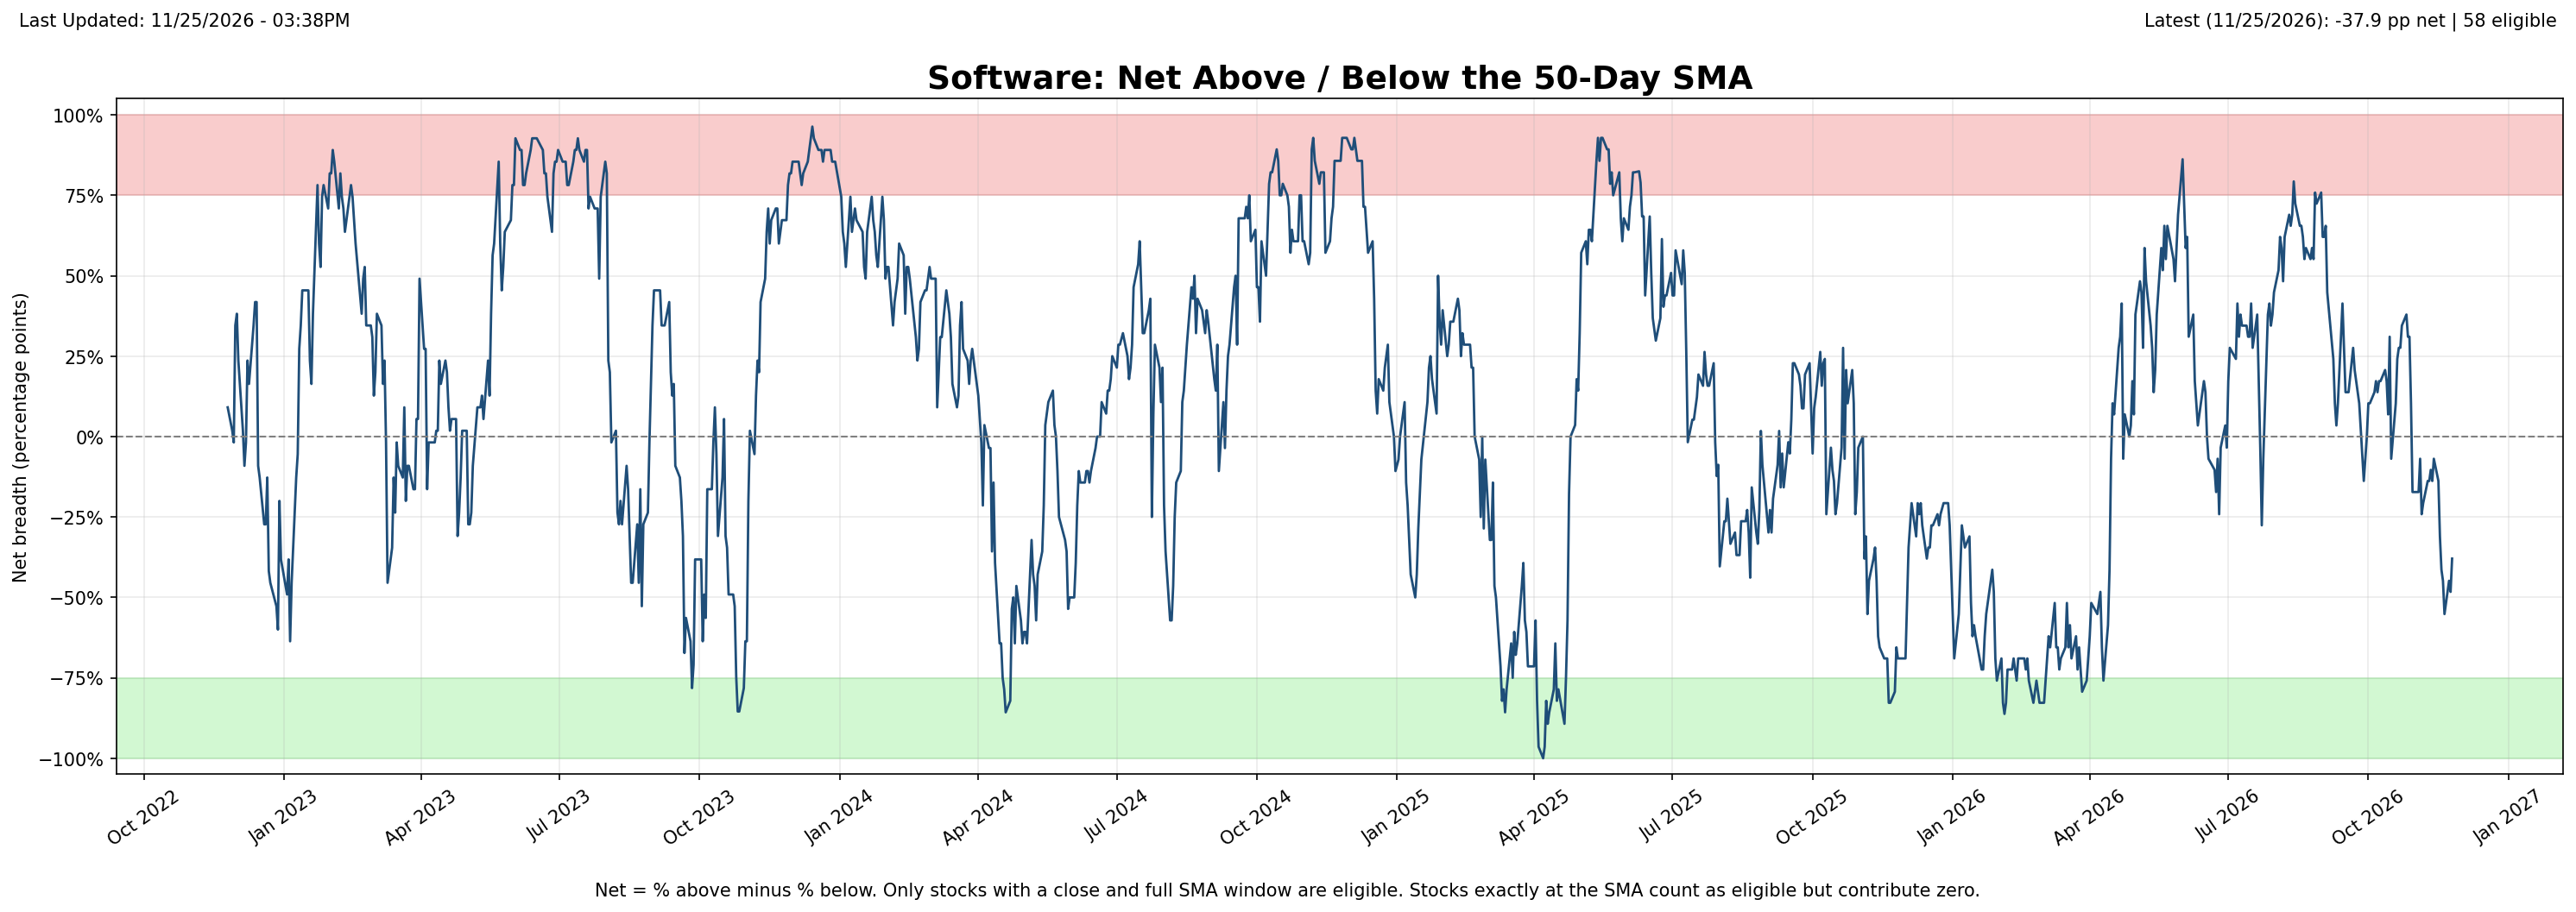 Last Updated: 11/25/2026 - 03:38PM
Latest (11/25/2026): -37.9 pp net | 58 eligible
Software: Net Above / Below the 50-Day SMA
Net breadth (percentage points)
100%
75%
50%
25%
0%
−25%
−50%
−75%
−100%
Oct 2022
Jan 2023
Apr 2023
Jul 2023
Oct 2023
Jan 2024
Apr 2024
Jul 2024
Oct 2024
Jan 2025
Apr 2025
Jul 2025
Oct 2025
Jan 2026
Apr 2026
Jul 2026
Oct 2026
Jan 2027
Net = % above minus % below. Only stocks with a close and full SMA window are eligible. Stocks exactly at the SMA count as eligible but contribute zero.